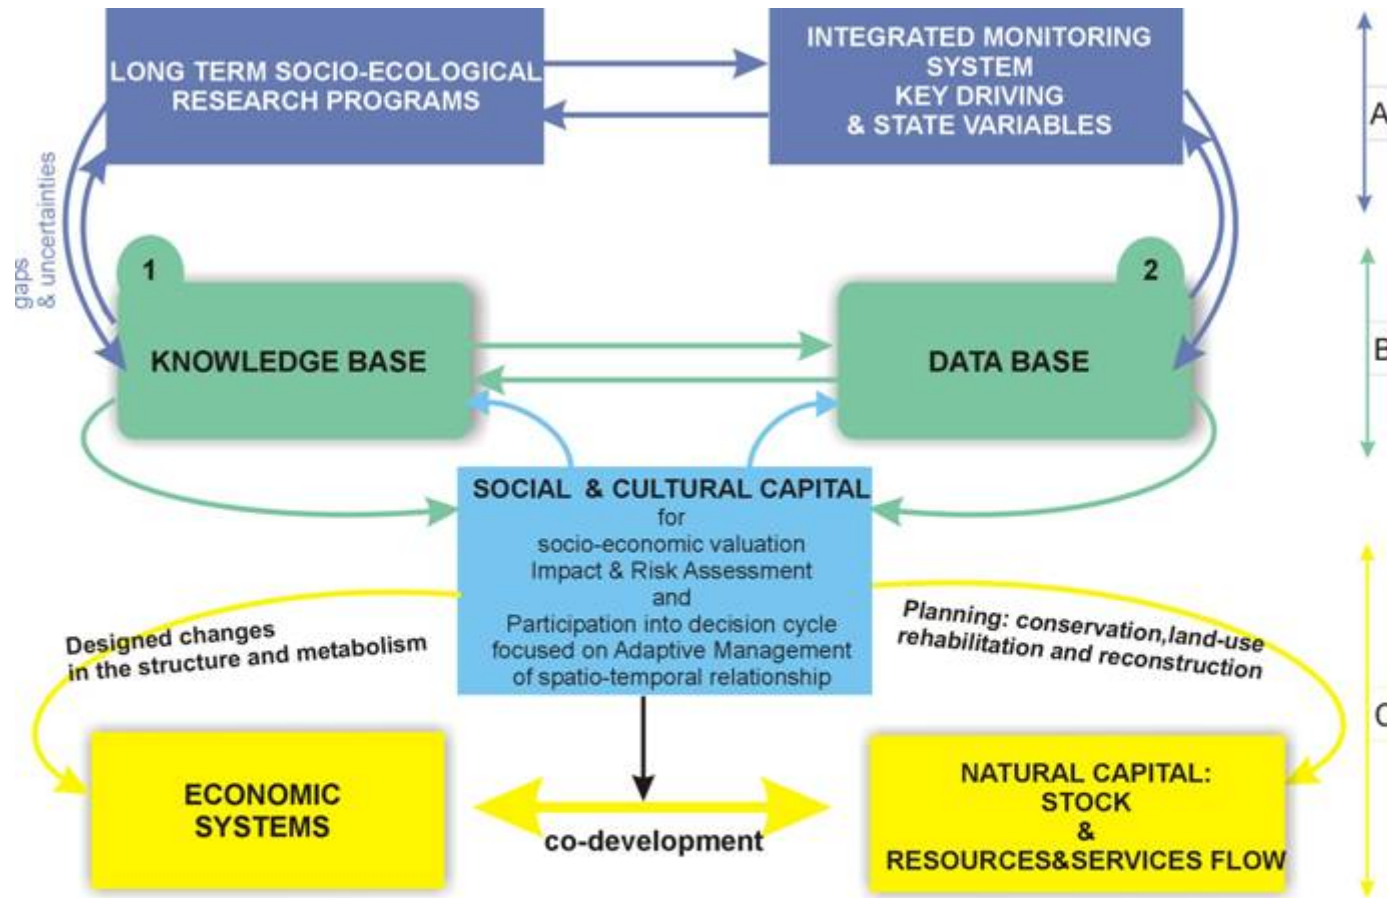 LONG TERM SOCIO-ECOLOGICAL
RESEARCH PROGRAMS
INTEGRATED MONITORING
SYSTEM
KEY DRIVING
& STATE VARIABLES
A
gaps
& uncertainties
1
KNOWLEDGE BASE
2
DATA BASE
B
SOCIAL & CULTURAL CAPITAL
for
socio-economic valuation
Impact & Risk Assessment
and
Participation into decision cycle
focused on Adaptive Management
of spatio-temporal relationship
Designed changes
in the structure and metabolism
Planning: conservation,land-use
rehabilitation and reconstruction
C
ECONOMIC
SYSTEMS
co-development
NATURAL CAPITAL:
STOCK
&
RESOURCES&SERVICES FLOW